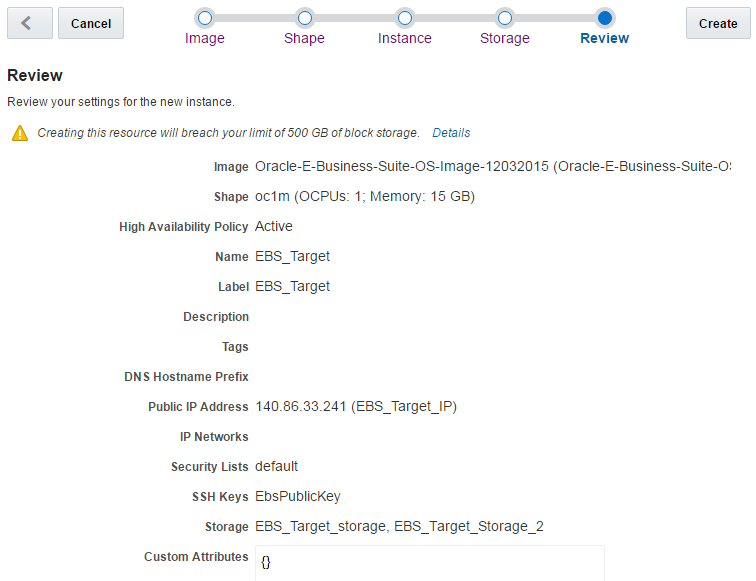 Cancel
Image
Shape
Instance
Storage
Review
Create
Review
Review your settings for the new instance.
Creating this resource will breach your limit of 500 GB of block storage. Details
Image Oracle-E-Business-Suite-OS-Image-12032015 (Oracle-E-Business-Suite-OS
Shape oc1m (OCPUs: 1; Memory: 15 GB)
High Availability Policy Active
Name EBS_Target
Label EBS_Target
Description
Tags
DNS Hostname Prefix
Public IP Address 140.86.33.241 (EBS_Target_IP)
IP Networks
Security Lists default
SSH Keys EbsPublicKey
Storage EBS_Target_storage, EBS_Target_Storage_2
Custom Attributes {}